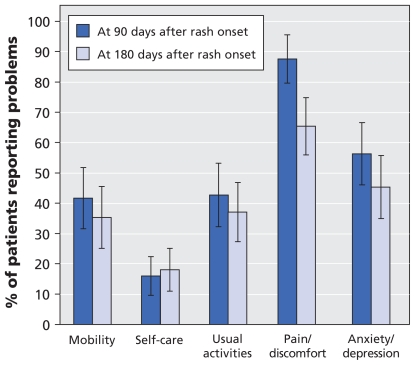 % of patients reporting problems
100
90
80
70
60
50
40
30
20
10
0
At 90 days after rash onset
At 180 days after rash onset
Mobility
Self-care
Usual
activities
Pain/
discomfort
Anxiety/
depression